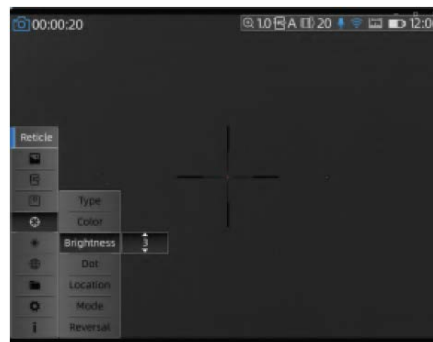 00:00:20 1.0 A 20 12:0
Reticle
Type
Color
Brightness 3
Dot
Location
Mode
Reversal